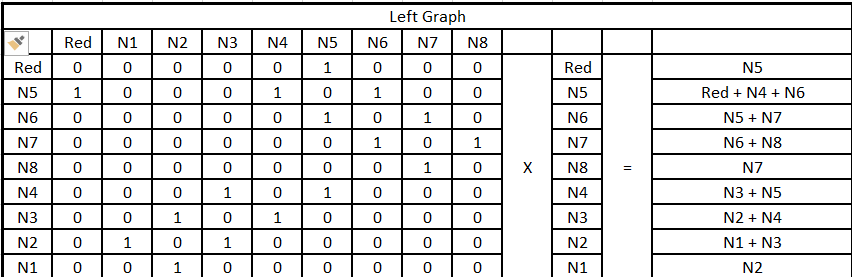 Left Graph
Red N1 N2 N3 N4 N5 N6 N7 N8
Red 0 0 0 0 0 1 0 0 0 Red N5
N5 1 0 0 0 1 0 1 0 0 N5 Red + N4 + N6
N6 0 0 0 0 0 1 0 1 0 N6 N5 + N7
N7 0 0 0 0 0 0 1 0 1 N7 N6 + N8
N8 0 0 0 0 0 0 0 1 0 X N8 = N7
N4 0 0 0 1 0 1 0 0 0 N4 N3 + N5
N3 0 0 1 0 1 0 0 0 0 N3 N2 + N4
N2 0 1 0 1 0 0 0 0 0 N2 N1 + N3
N1 0 0 1 0 0 0 0 0 0 N1 N2